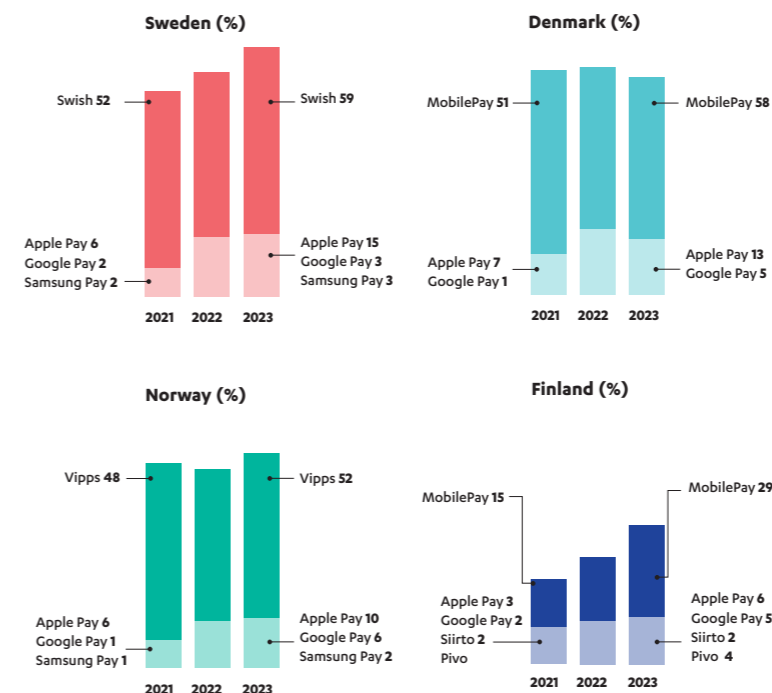 Sweden (%)
Swish 52
Swish 59
Apple Pay 6
Google Pay 2
Samsung Pay 2
Apple Pay 15
Google Pay 3
Samsung Pay 3
2021
2022
2023
Denmark (%)
MobilePay 51
MobilePay 58
Apple Pay 7
Google Pay 1
Apple Pay 13
Google Pay 5
2021
2022
2023
Norway (%)
Vipps 48
Vipps 52
Apple Pay 6
Google Pay 1
Samsung Pay 1
Apple Pay 10
Google Pay 6
Samsung Pay 2
2021
2022
2023
Finland (%)
MobilePay 15
MobilePay 29
Apple Pay 3
Google Pay 2
Siirto 2
Pivo
Apple Pay 6
Google Pay 5
Siirto 2
Pivo 4
2021
2022
2023